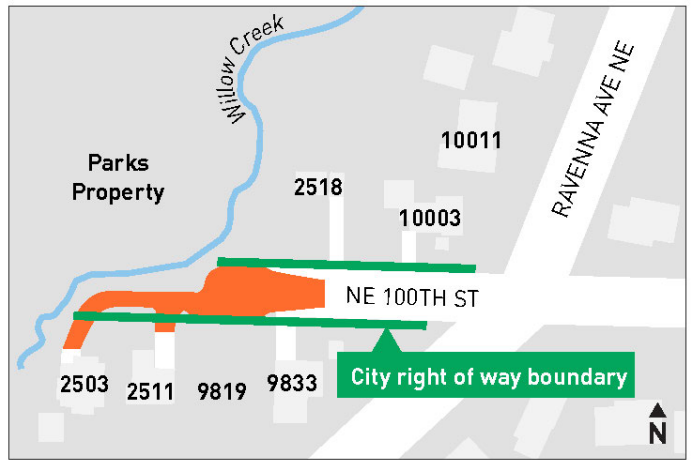 Willow Creek
10011
RAVENNA AVE NE
Parks
Property
2518
10003
NE 100TH ST
2503
2511
9819
9833
City right of way boundary
N